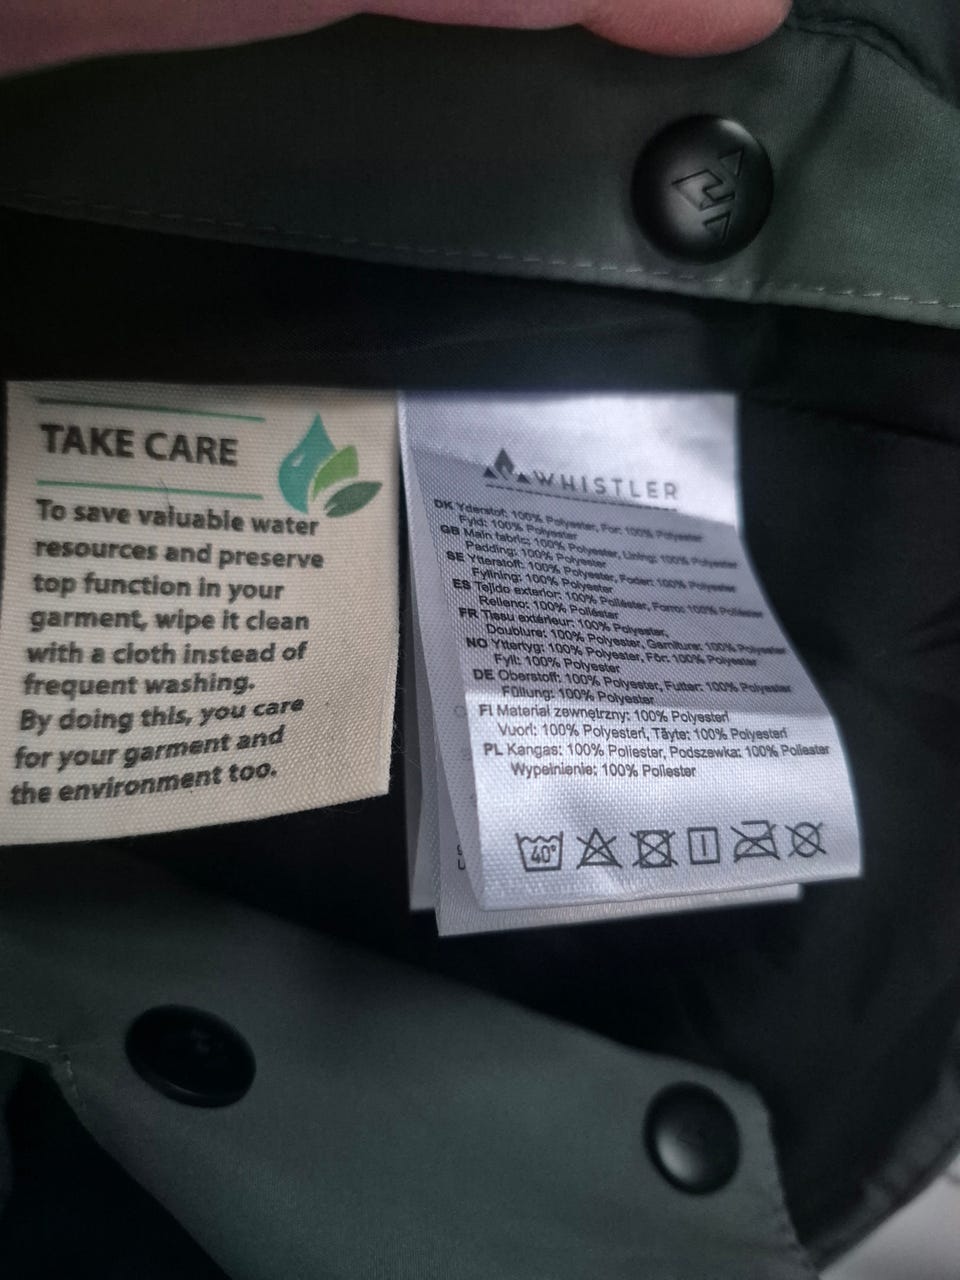 TAKE CARE
To save valuable water
resources and preserve
top function in your
garment, wipe it clean
with a cloth instead of
frequent washing.
By doing this, you care
for your garment and
the environment too.
WHISTLER
DK Yderstof: 100% Polyester, For: 100% Polyester
Fyld: 100% Polyester
GB Main fabric: 100% Polyester, Lining: 100% Polyester
Padding: 100% Polyester
SE Ytterstoff: 100% Polyester, Foder: 100% Polyester
Fyllning: 100% Polyester
ES Tejido exterior: 100% Poliéster, Forro: 100% Poliéster
Relleno: 100% Poliéster
FR Tissu extérieur: 100% Polyester,
Doublure: 100% Polyester, Garniture: 100% Polyester
NO Yttertyg: 100% Polyester, Fôr: 100% Polyester
Fyll: 100% Polyester
DE Oberstoff: 100% Polyester, Futter: 100% Polyester
Füllung: 100% Polyester
FI Materiał zewnętrzny: 100% Polyesteri
Vuori: 100% Polyesteri, Täyte: 100% Polyesteri
PL Kangas: 100% Poliester, Podszewka: 100% Poliester
Wypełnienie: 100% Poliester
40°